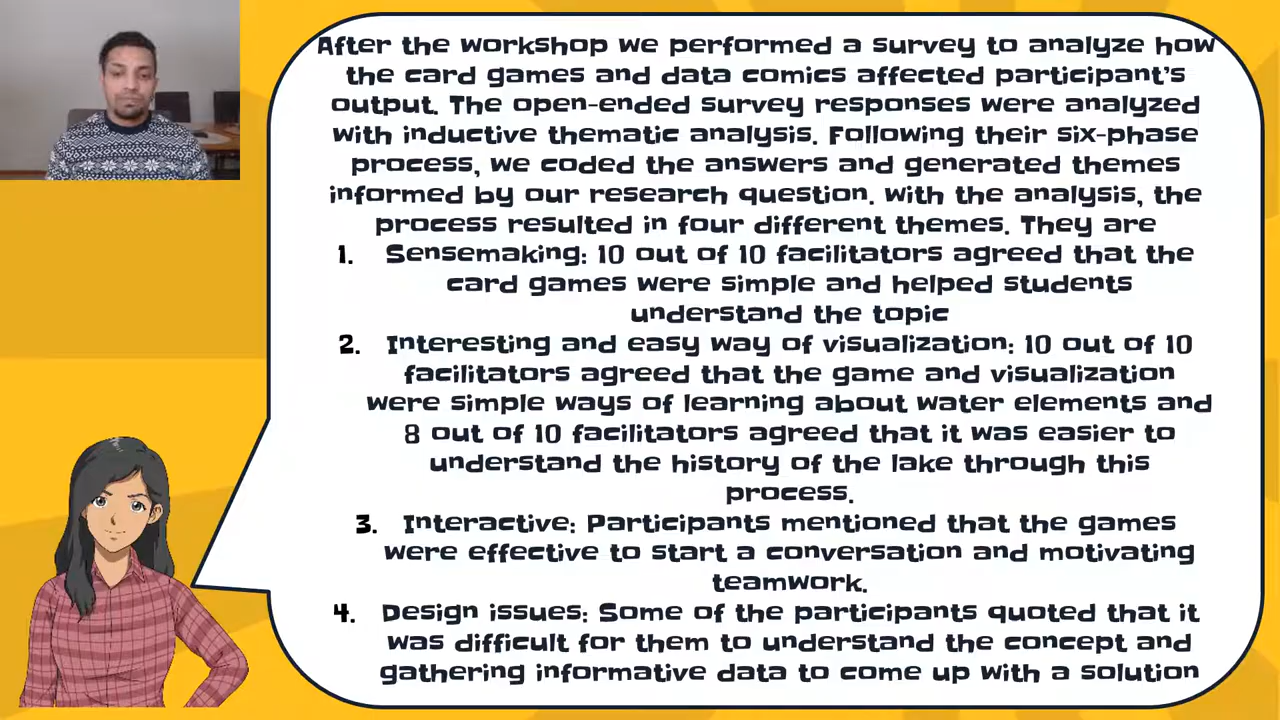 After the workshop we performed a survey to analyze how
the card games and data comics affected participant's
output. The open-ended survey responses were analyzed
with inductive thematic analysis. Following their six-phase
process, we coded the answers and generated themes
informed by our research question. With the analysis, the
process resulted in four different themes. They are
1. Sensemaking: 10 out of 10 facilitators agreed that the
card games were simple and helped students
understand the topic
2. Interesting and easy way of visualization: 10 out of 10
facilitators agreed that the game and visualization
were simple ways of learning about water elements and
8 out of 10 facilitators agreed that it was easier to
understand the history of the lake through this
process.
3. Interactive: Participants mentioned that the games
were effective to start a conversation and motivating
teamwork.
4. Design issues: Some of the participants quoted that it
was difficult for them to understand the concept and
gathering informative data to come up with a solution